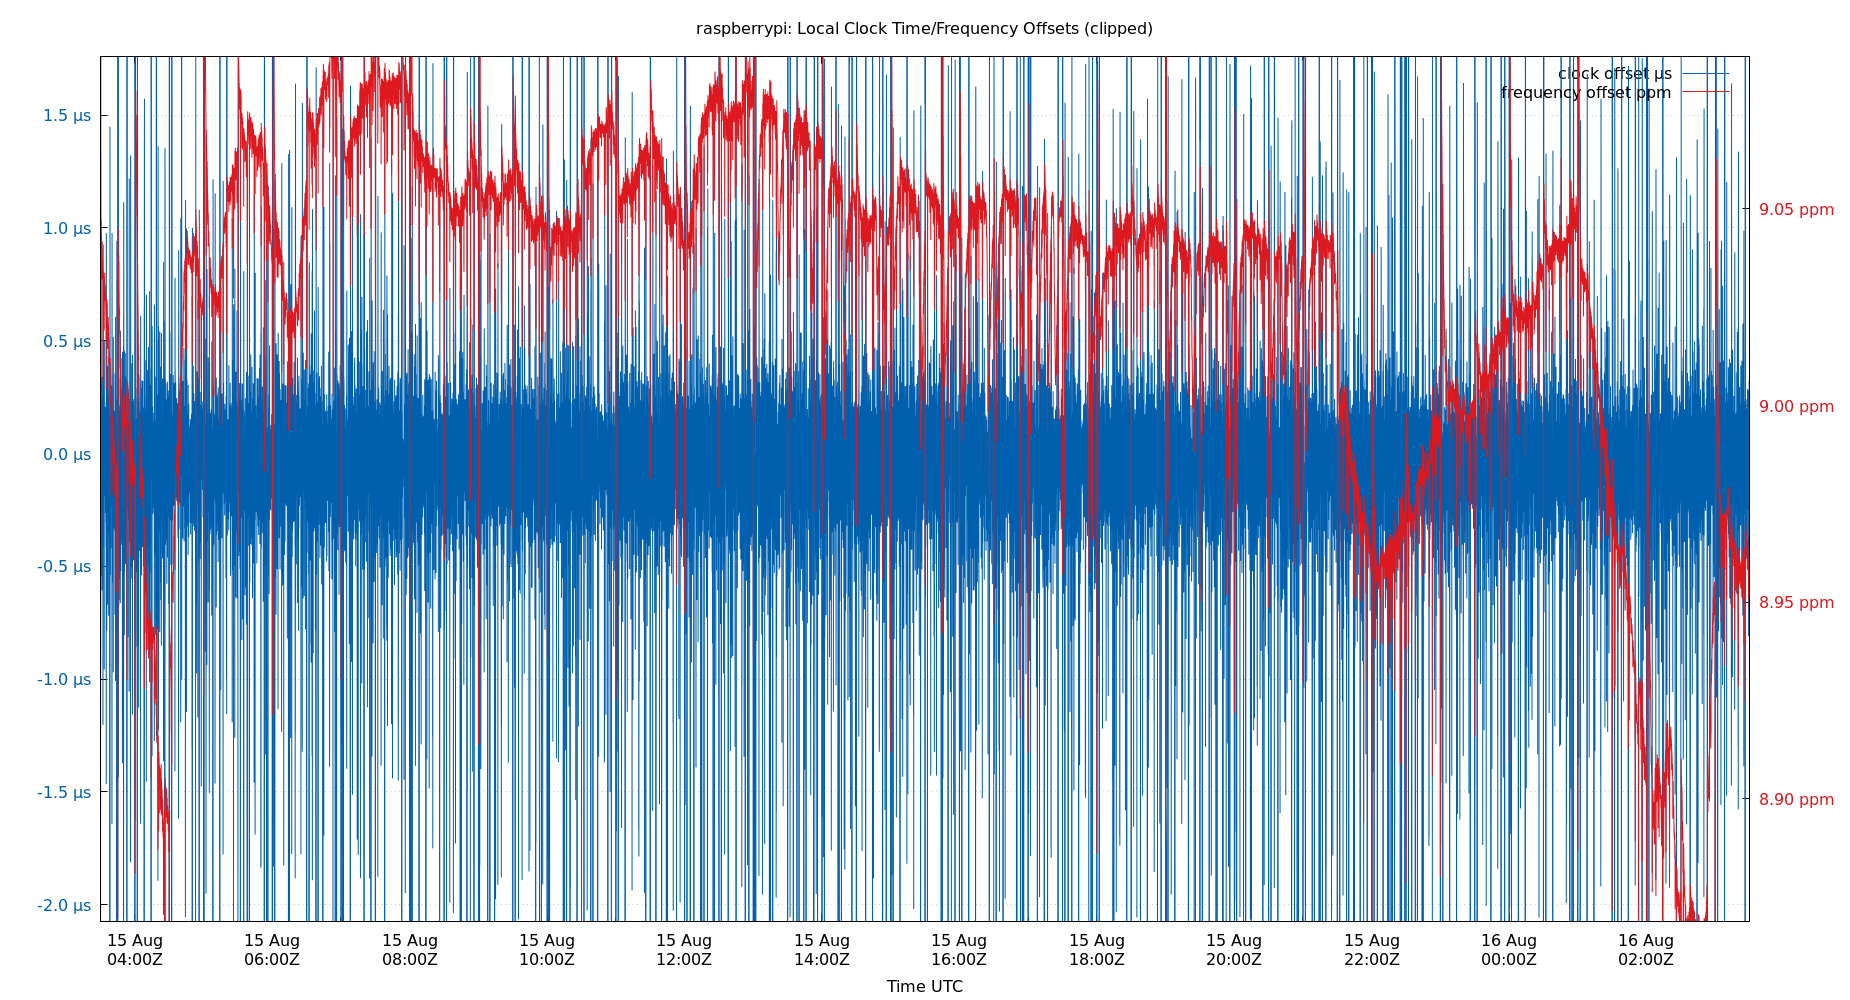 raspberrypi: Local Clock Time/Frequency Offsets (clipped)
clock offset µs
frequency offset ppm
1.5 µs
1.0 µs
0.5 µs
0.0 µs
-0.5 µs
-1.0 µs
-1.5 µs
-2.0 µs
9.05 ppm
9.00 ppm
8.95 ppm
8.90 ppm
15 Aug 15 Aug 15 Aug 15 Aug 15 Aug 15 Aug 15 Aug 15 Aug 15 Aug 15 Aug 16 Aug 16 Aug
04:00Z 06:00Z 08:00Z 10:00Z 12:00Z 14:00Z 16:00Z 18:00Z 20:00Z 22:00Z 00:00Z 02:00Z
Time UTC